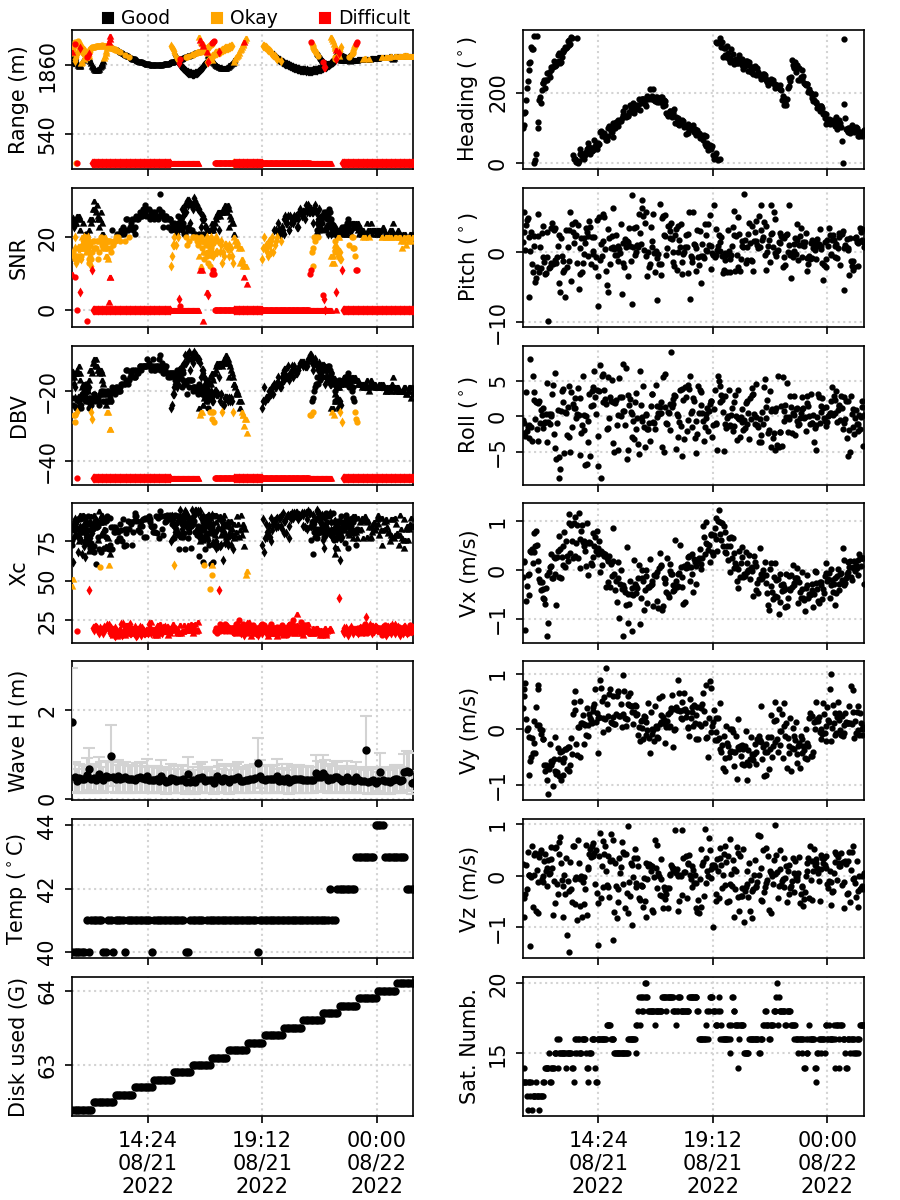 Good Okay Difficult
Range (m)
1860
540
SNR
20
0
DBV
−20
−40
Xc
75
50
25
Wave H (m)
2
0
Temp (°C)
44
42
40
Disk used (G)
64
63
14:24 19:12 00:00
08/21 08/21 08/22
2022 2022 2022
Heading (°)
200
0
Pitch (°)
0
−10
Roll (°)
5
0
−5
Vx (m/s)
1
0
−1
Vy (m/s)
1
0
−1
Vz (m/s)
1
0
−1
Sat. Numb.
20
15
14:24 19:12 00:00
08/21 08/21 08/22
2022 2022 2022